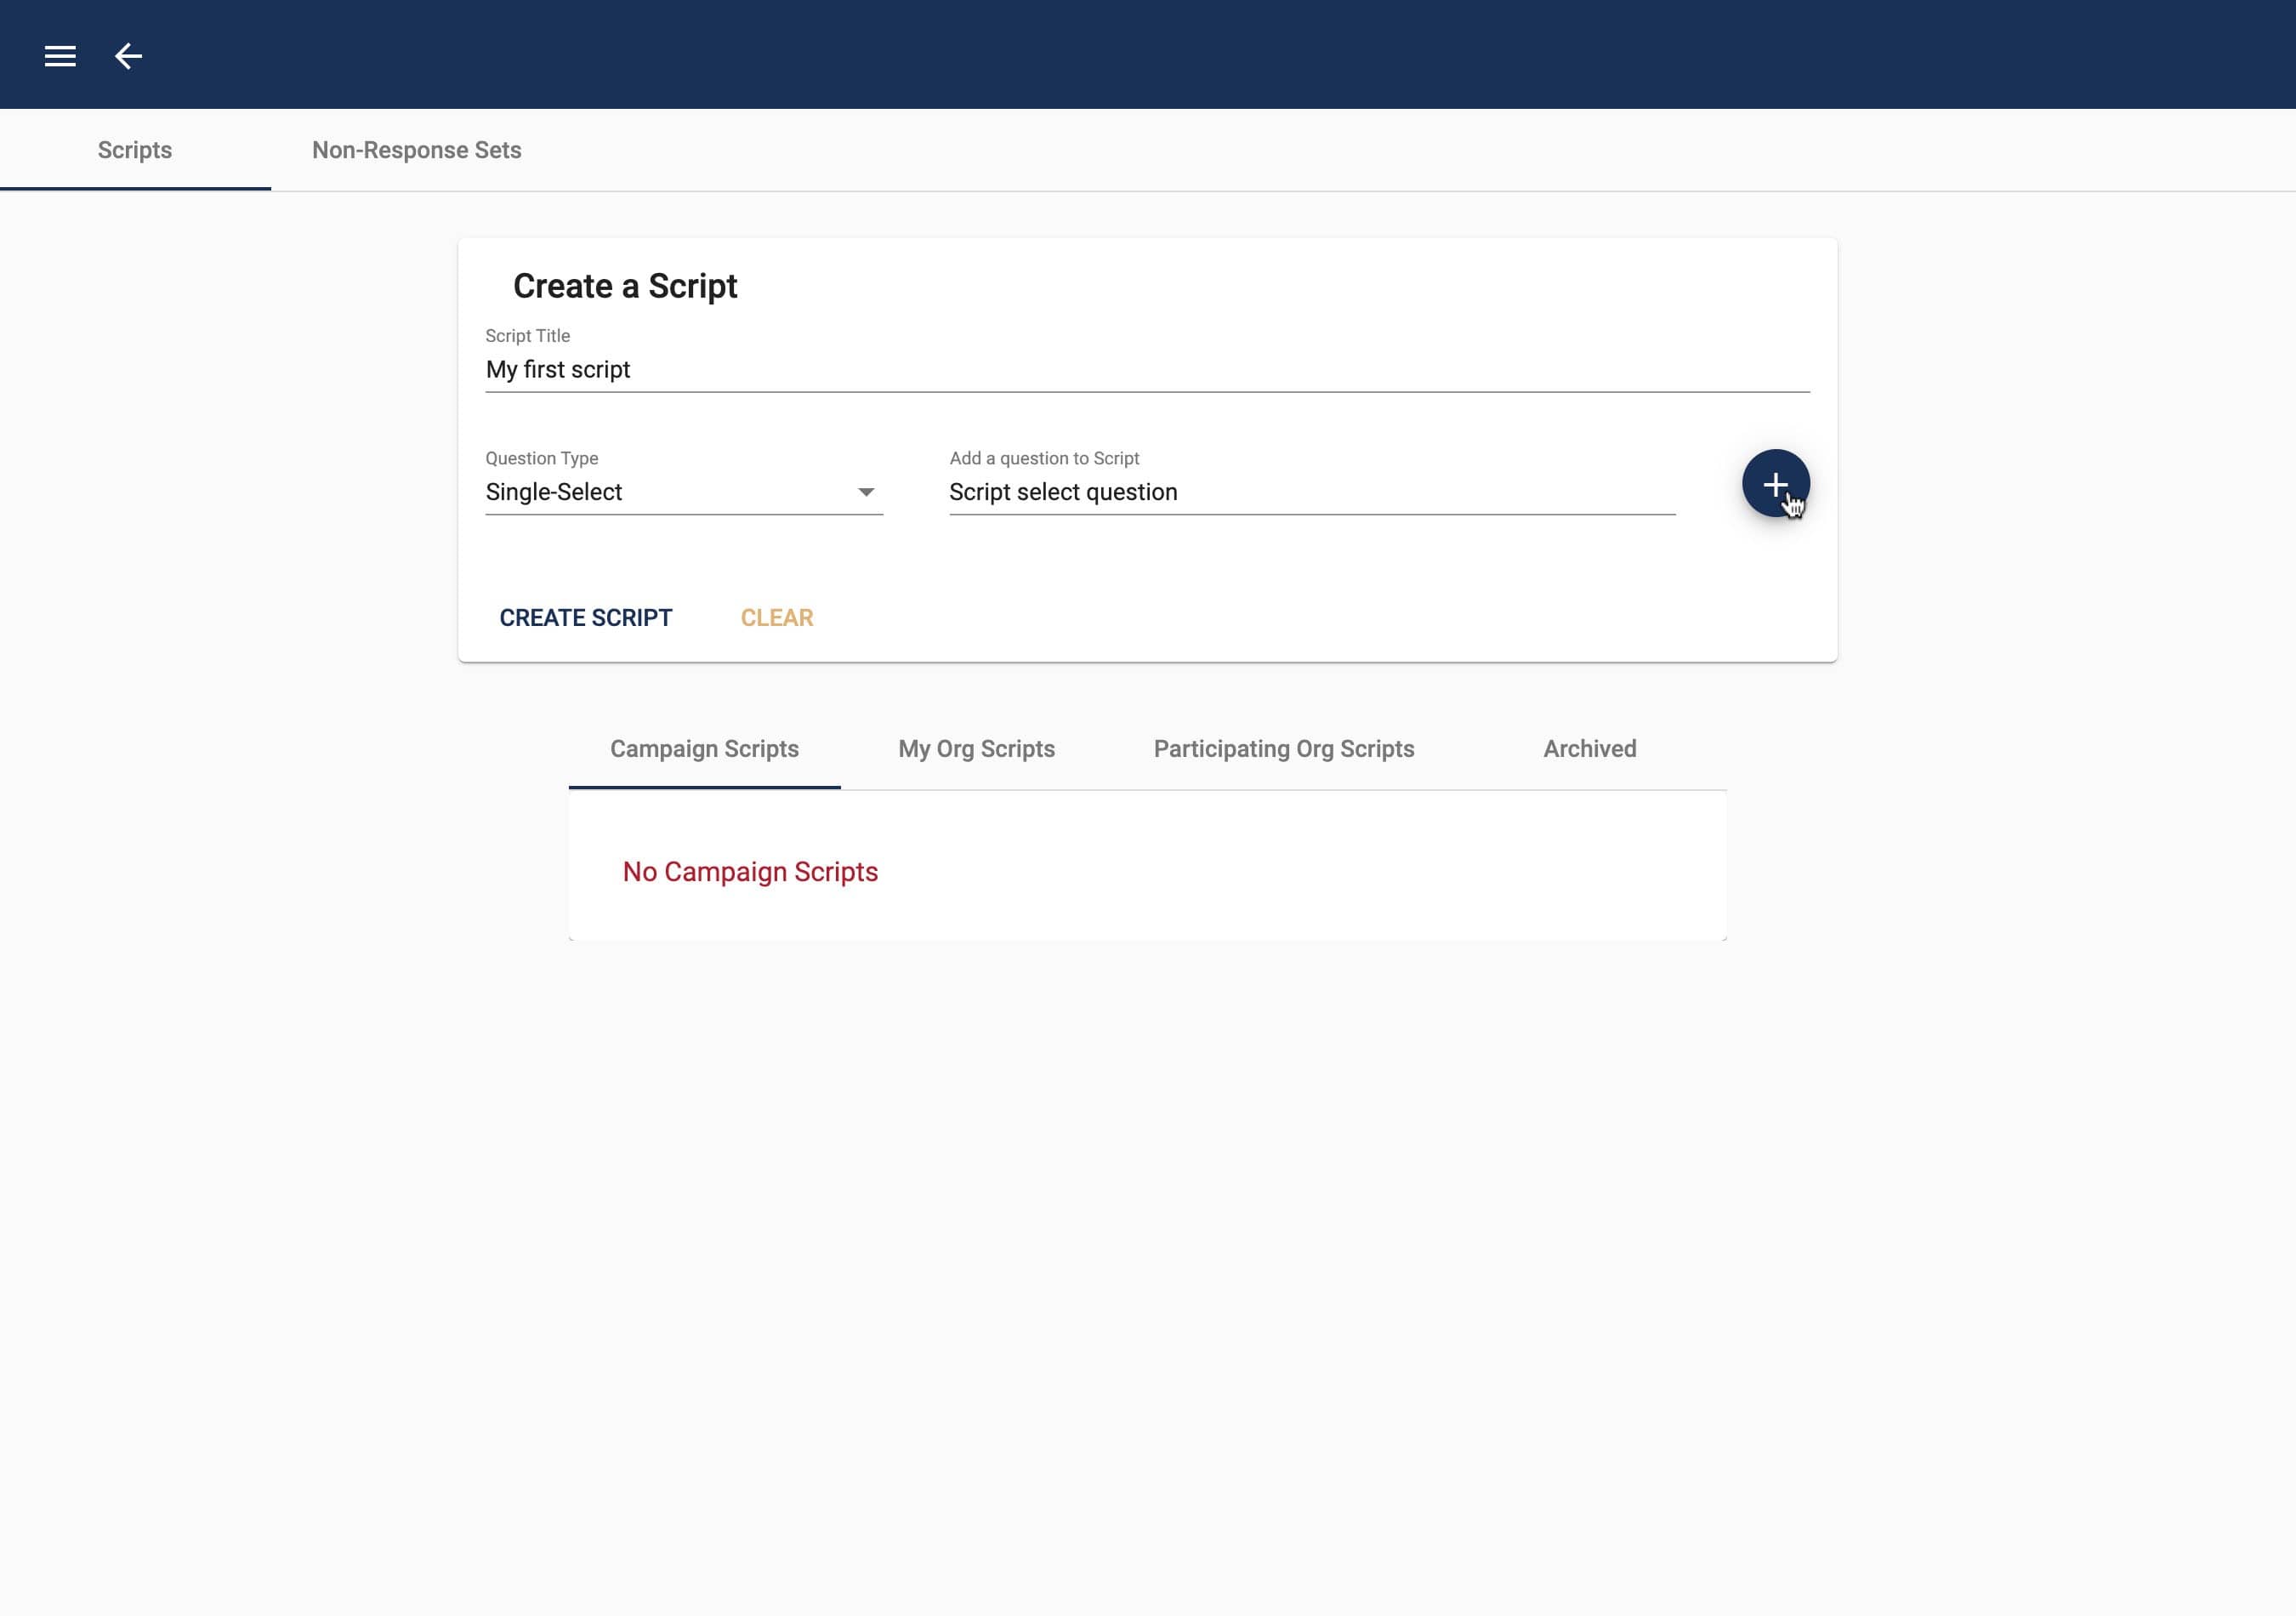 Scripts Non-Response Sets
Create a Script
Script Title
My first script
Question Type Add a question to Script
Single-Select Script select question
CREATE SCRIPT CLEAR
Campaign Scripts My Org Scripts Participating Org Scripts Archived
No Campaign Scripts